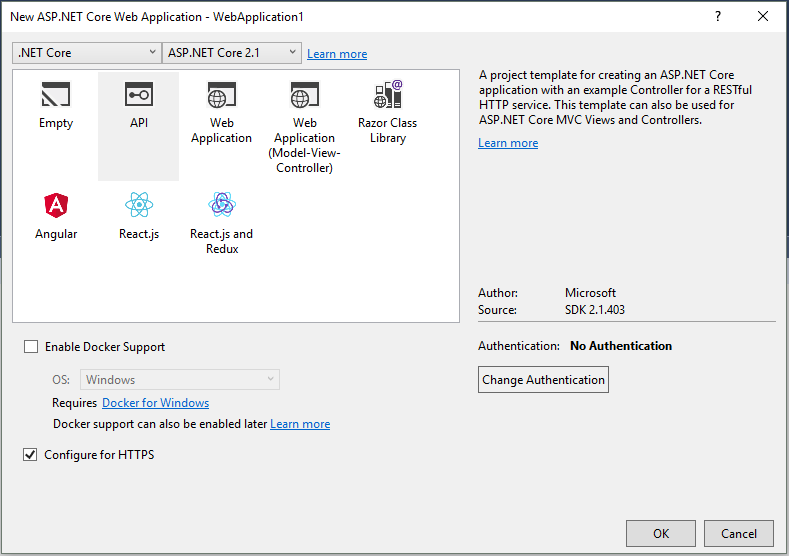 New ASP.NET Core Web Application - WebApplication1
?
.NET Core
ASP.NET Core 2.1
Learn more
Empty
API
Web
Application
Web
Application
(Model-View-
Controller)
Razor Class
Library
Angular
React.js
React.js and
Redux
A project template for creating an ASP.NET Core
application with an example Controller for a RESTful
HTTP service. This template can also be used for
ASP.NET Core MVC Views and Controllers.
Learn more
Author: Microsoft
Source: SDK 2.1.403
Authentication: No Authentication
Change Authentication
Enable Docker Support
OS: Windows
Requires Docker for Windows
Docker support can also be enabled later Learn more
Configure for HTTPS
OK
Cancel